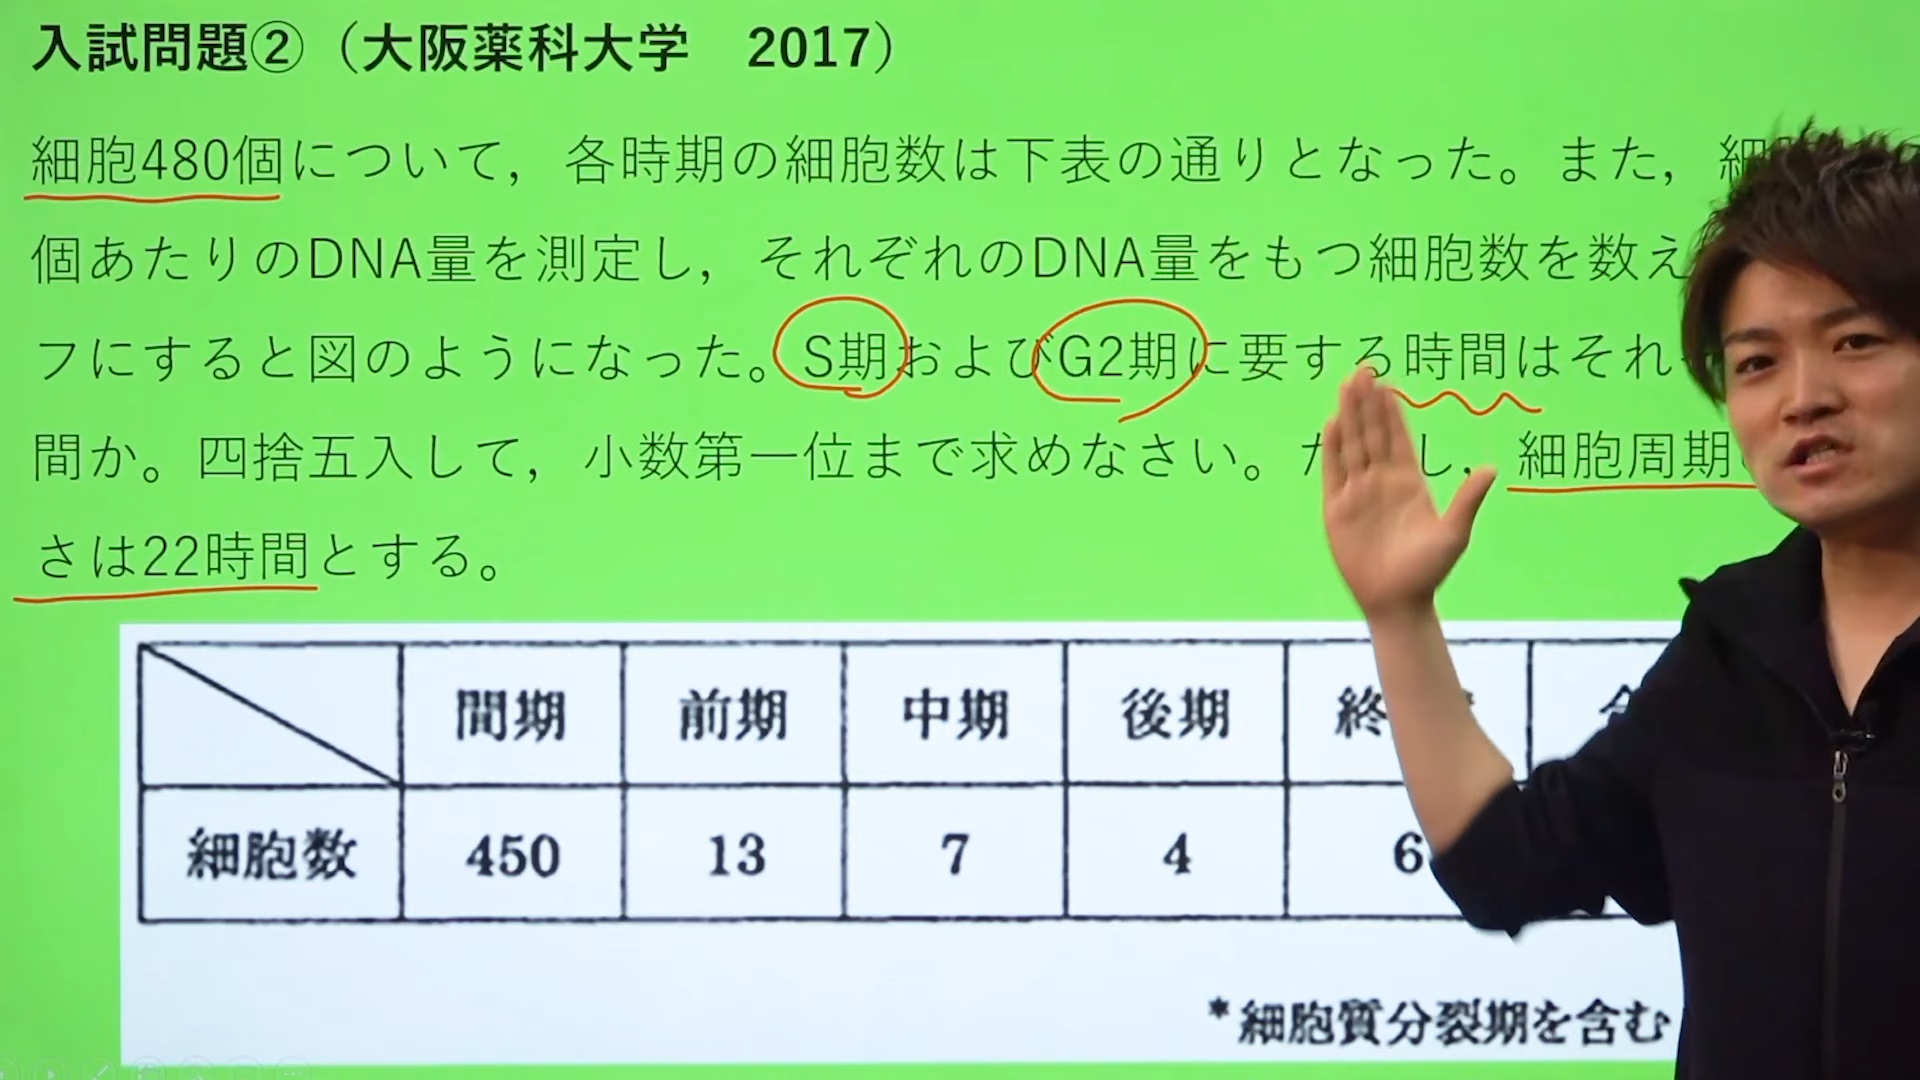 入試問題②（大阪薬科大学　2017）
細胞480個について，各時期の細胞数は下表の通りとなった。また，細
個あたりのDNA量を測定し，それぞれのDNA量をもつ細胞数を数え
フにすると図のようになった。S期およびG2期に要する時間はそれ
間か。四捨五入して，小数第一位まで求めなさい。た　し，細胞周期
さは22時間とする。
間期 前期 中期 後期 終
細胞数 450 13 7 4 6
*細胞質分裂期を含む